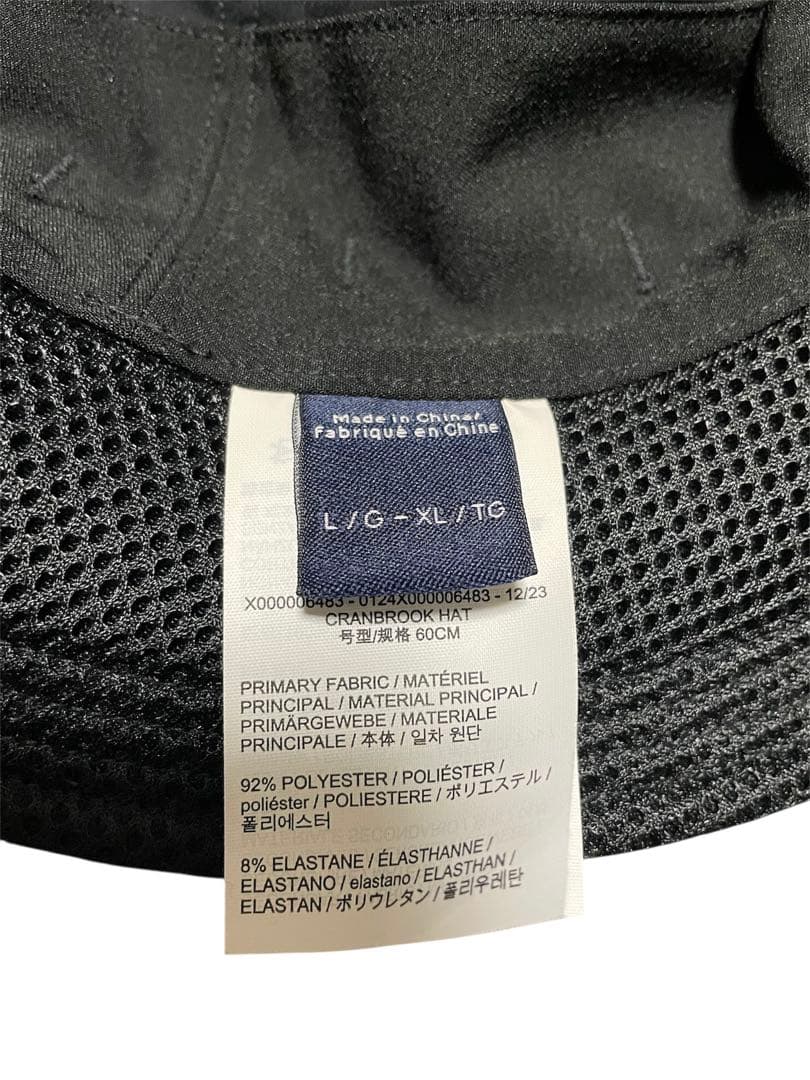 Made in China/
Fabriqué en Chine
L / G – XL / TG
X000006483 - 0124X000006483 - 12/23
CRANBROOK HAT
号型/规格 60CM
PRIMARY FABRIC / MATÉRIEL
PRINCIPAL / MATERIAL PRINCIPAL /
PRIMÄRGEWEBE / MATERIALE
PRINCIPALE / 本体 / 일차 원단
92% POLYESTER / POLIÉSTER /
poliéster / POLIESTERE / ポリエステル /
폴리에스터
8% ELASTANE / ÉLASTHANNE /
ELASTANO / elastano / ELASTHAN /
ELASTAN / ポリウレタン / 폴리우레탄